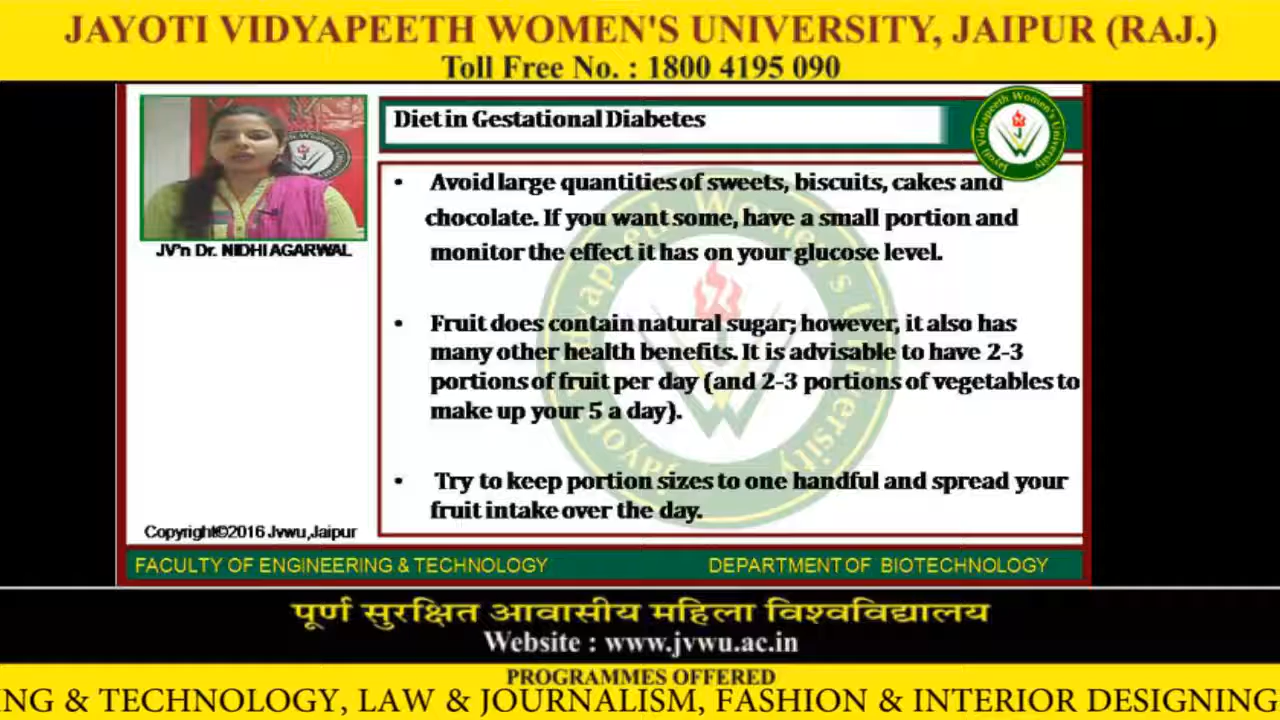 JAYOTI VIDYAPEETH WOMEN'S UNIVERSITY, JAIPUR (RAJ.)
Toll Free No. : 1800 4195 090
JV'n Dr. NIDHI AGARWAL
Copyright©2016 Jvwu,Jaipur
Diet in Gestational Diabetes
Jayoti Vidyapeeth Women's University
• Avoid large quantities of sweets, biscuits, cakes and
chocolate. If you want some, have a small portion and
monitor the effect it has on your glucose level.
• Fruit does contain natural sugar; however, it also has
many other health benefits. It is advisable to have 2-3
portions of fruit per day (and 2-3 portions of vegetables to
make up your 5 a day).
• Try to keep portion sizes to one handful and spread your
fruit intake over the day.
FACULTY OF ENGINEERING & TECHNOLOGY
DEPARTMENT OF BIOTECHNOLOGY
पूर्ण सुरक्षित आवासीय महिला विश्वविद्यालय
Website : www.jvwu.ac.in
PROGRAMMES OFFERED
NG & TECHNOLOGY, LAW & JOURNALISM, FASHION & INTERIOR DESIGNING